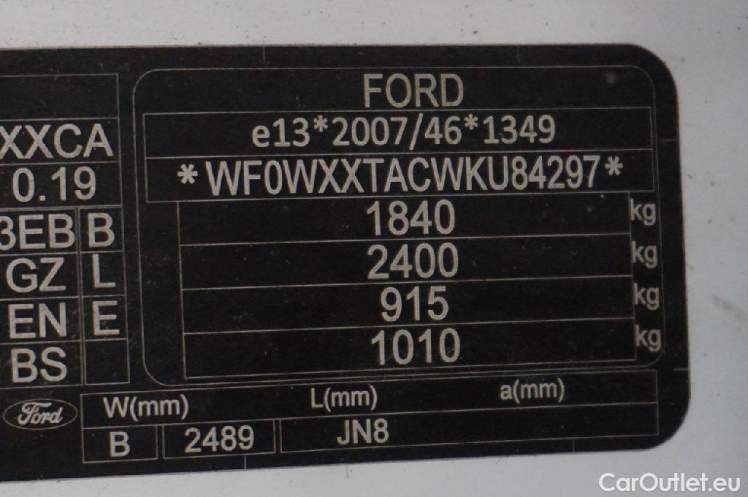 FORD
e13*2007/46*1349
*WF0WXXTACWKU84297*
1840 kg
2400 kg
915 kg
1010 kg
XXCA
0.19
3EB B
GZ L
EN E
BS
Ford
W(mm) L(mm) a(mm)
B 2489 JN8
CarOutlet.eu